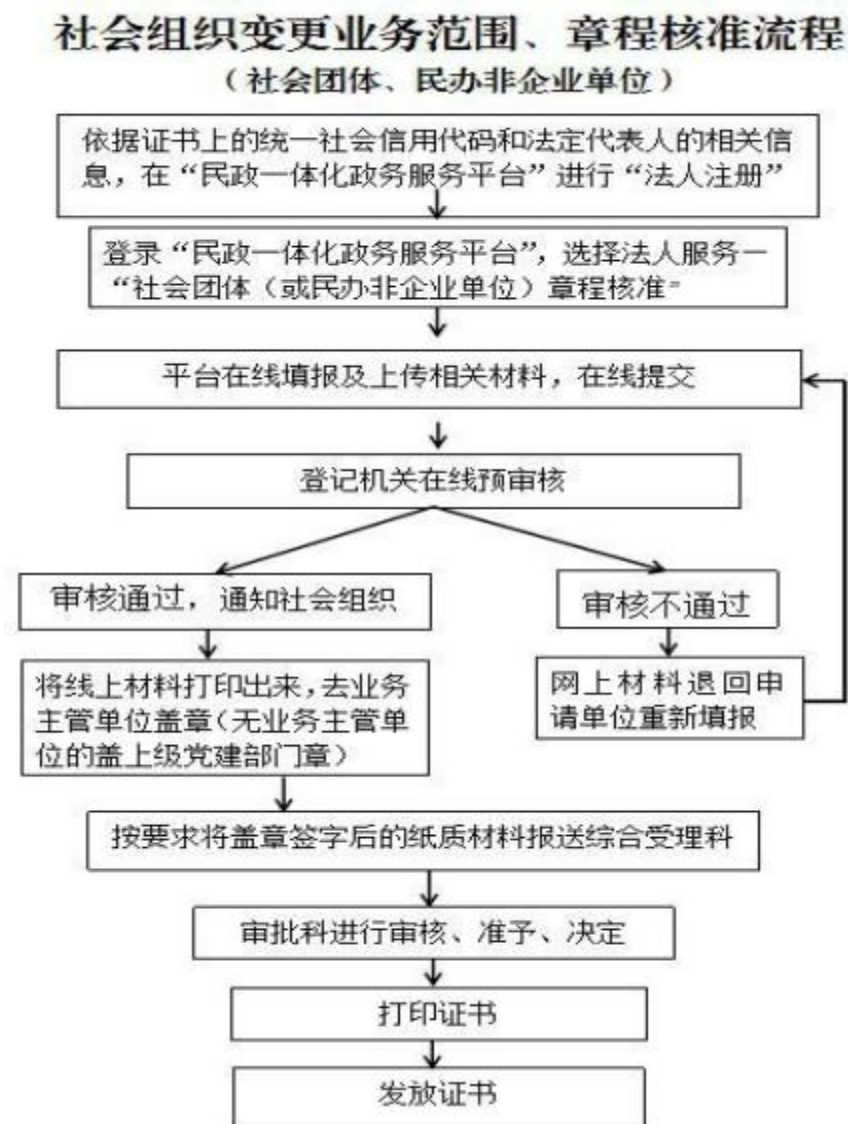 社会组织变更业务范围、章程核准流程
（社会团体、民办非企业单位）
依据证书上的统一社会信用代码和法定代表人的相关信
息，在“民政一体化政务服务平台”进行“法人注册”
登录“民政一体化政务服务平台”，选择法人服务—
“社会团体（或民办非企业单位）章程核准”
平台在线填报及上传相关材料，在线提交
登记机关在线预审核
审核通过，通知社会组织
审核不通过
将线上材料打印出来，去业务
主管单位盖章（无业务主管单
位的盖上级党建部门章）
网上材料退回申
请单位重新填报
按要求将盖章签字后的纸质材料报送综合受理科
审批科进行审核、准予、决定
打印证书
发放证书